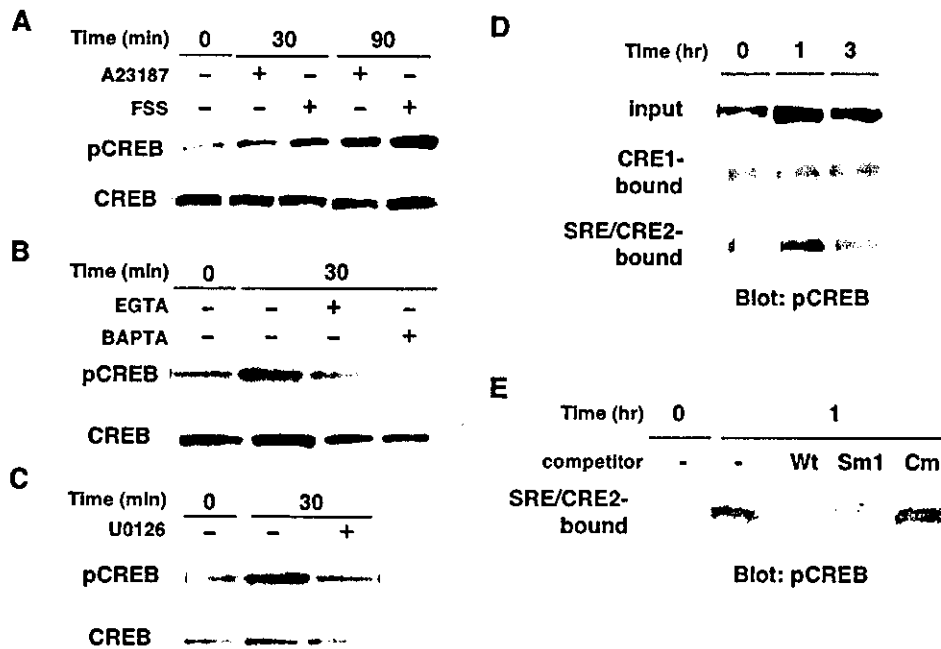 A
Time (min) 0 30 90
A23187 - + - + -
FSS - - + - +
pCREB
CREB
B
Time (min) 0 30
EGTA - - + -
BAPTA - - - +
pCREB
CREB
C
Time (min) 0 30
U0126 - - +
pCREB
CREB
D
Time (hr) 0 1 3
input
CRE1-
bound
SRE/CRE2-
bound
Blot: pCREB
E
Time (hr) 0 1
competitor - - Wt Sm1 Cm
SRE/CRE2-
bound
Blot: pCREB